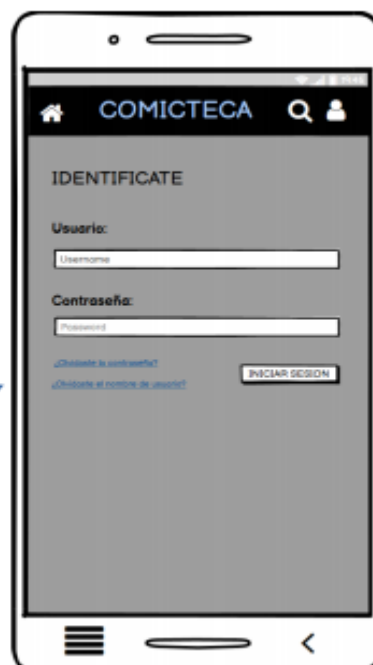 COMICTECA
IDENTIFICATE
Usuario:
Username
Contraseña:
Password
¿Olvidaste la contraseña?
¿Olvidaste el nombre de usuario?
INICIAR SESION